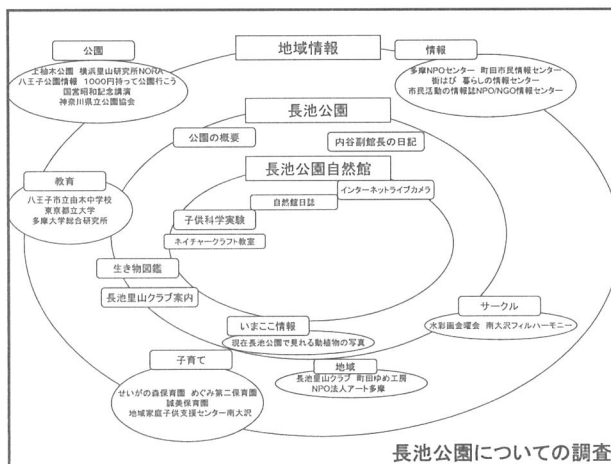 公園
地域情報
情報
上柚木公園 横浜里山研究所NORA
八王子公園情報 1000円持って公園行こう
国営昭和記念講演
神奈川県立公園協会
多摩NPOセンター 町田市民情報センター
街はぴ 暮らしの情報センター
市民活動の情報誌NPO/NGO情報センター
長池公園
公園の概要
内谷副館長の日記
長池公園自然館
教育
八王子市立由木中学校
東京都立大学
多摩大学総合研究所
インターネットライブカメラ
自然館日誌
子供科学実験
ネイチャークラフト教室
生き物図鑑
長池里山クラブ案内
いまここ情報
現在長池公園で見れる動植物の写真
サークル
水彩画金曜会 南大沢フィルハーモニー
子育て
せいがの森保育園 めぐみ第二保育園
誠美保育園
地域家庭子供支援センター南大沢
地域
長池里山クラブ 町田ゆめ工房
NPO法人アート多摩
長池公園についての調査